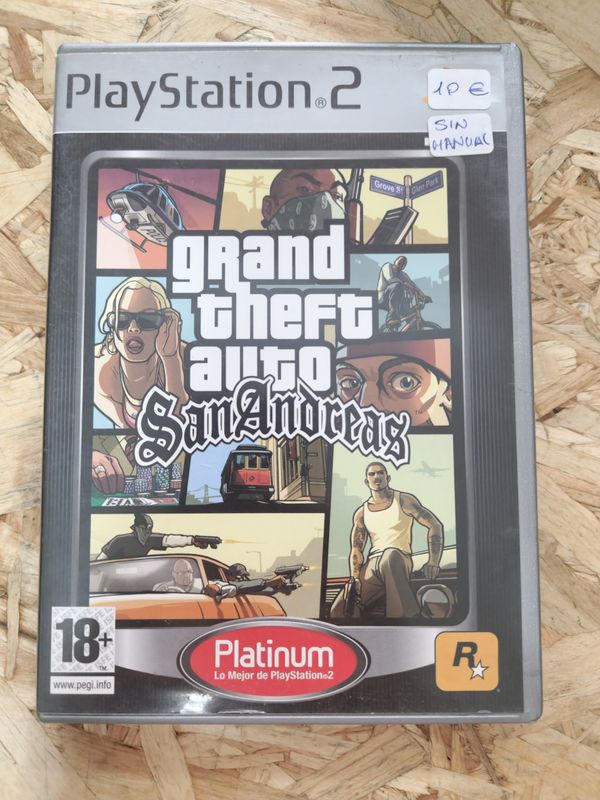 PlayStation®2
10 €
SIN
MANUAL
Grove St
Glen Park
grand
theft
auto
San Andreas
18+
TM
www.pegi.info
Platinum
Lo Mejor de PlayStation®2
R